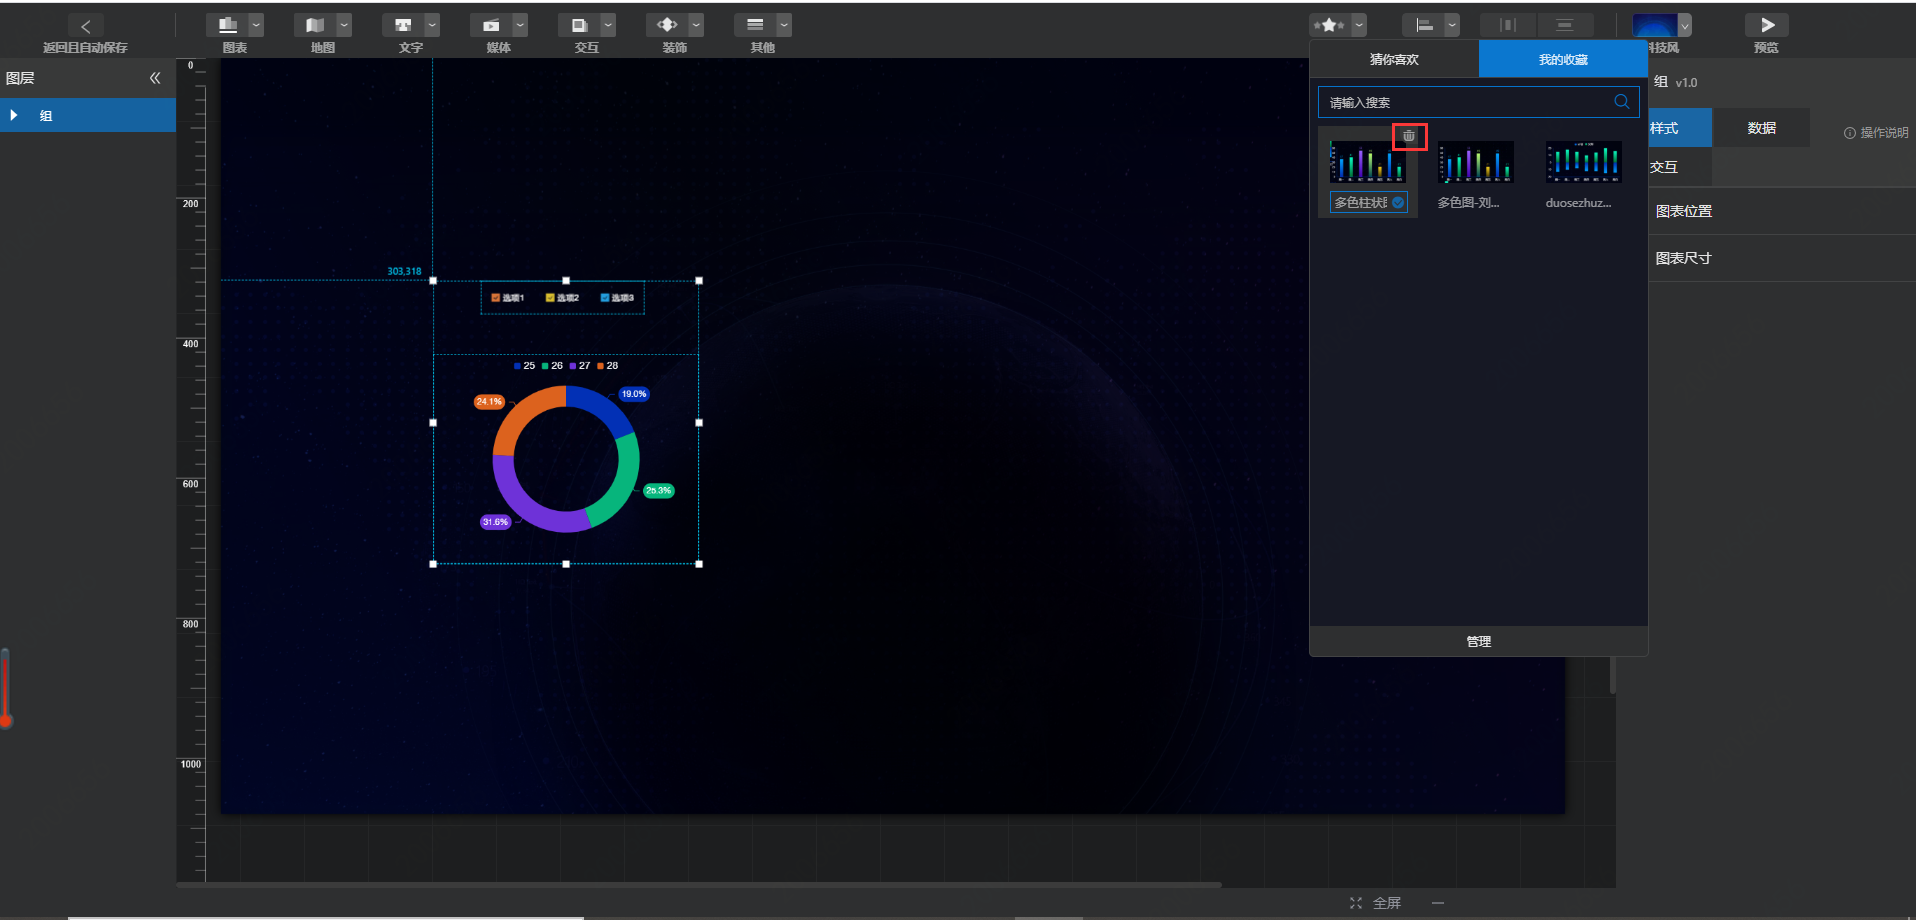 返回且自动保存
图表
地图
文字
媒体
交互
装饰
其他
科技风
预览
图层
组
0
200
400
600
800
1000
303,318
选项1 选项2 选项3
25 26 27 28
24.1%
19.0%
25.3%
31.6%
猜你喜欢 我的收藏
请输入搜索
多色柱状图
多色图-刘...
duosezhuz...
管理
组 v1.0
样式 数据 操作说明
交互
图表位置
图表尺寸
全屏